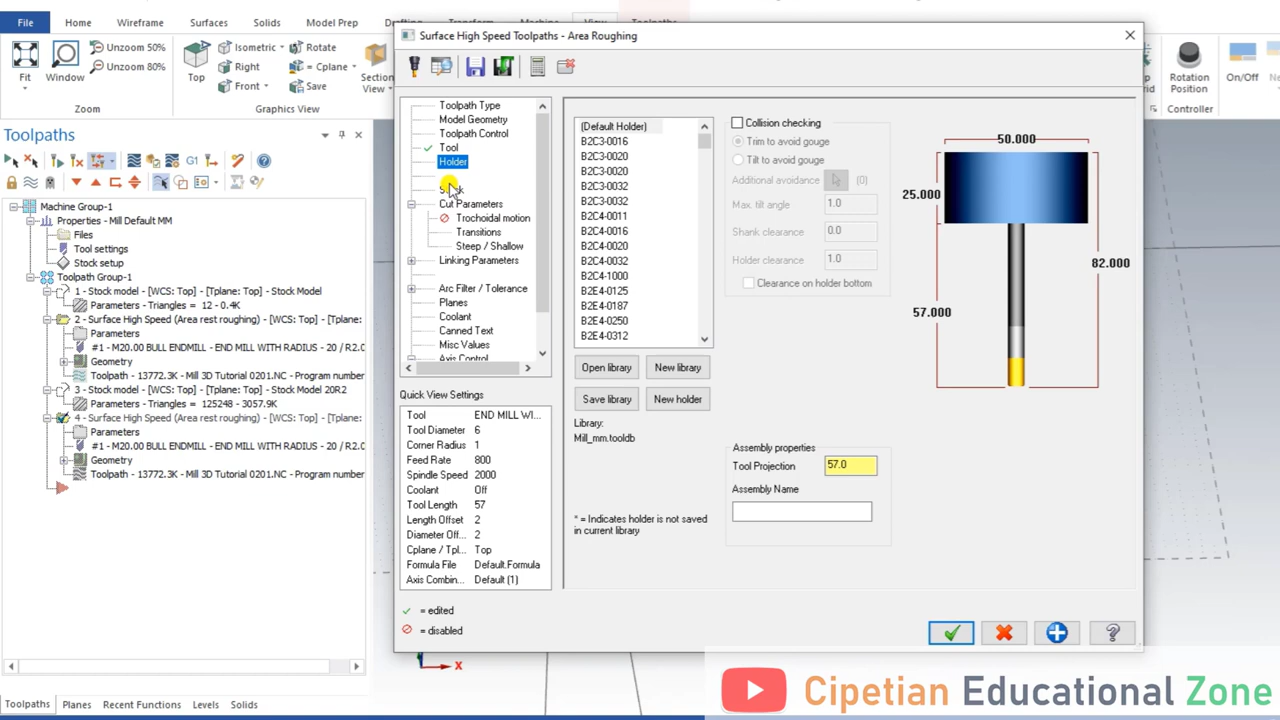 File Home Wireframe Surfaces Solids Model Prep Drafting Transform Machine View Toolpaths
Fit
Window
Unzoom 50%
Unzoom 80%
Zoom
Top
Isometric
Right
Front
Rotate
= Cplane
Save
Graphics View
Section
View
Rotation
Position
Controller
On/Off
Toolpaths
Machine Group-1
Properties - Mill Default MM
Files
Tool settings
Stock setup
Toolpath Group-1
1 - Stock model - [WCS: Top] - [Tplane: Top] - Stock Model
Parameters - Triangles = 12 - 0.4K
2 - Surface High Speed (Area rest roughing) - [WCS: Top] - [Tplane:
Parameters
#1 - M20.00 BULL ENDMILL - END MILL WITH RADIUS - 20 / R2.0
Geometry
Toolpath - 13772.3K - Mill 3D Tutorial 0201.NC - Program number
3 - Stock model - [WCS: Top] - [Tplane: Top] - Stock Model 20R2
Parameters - Triangles = 125248 - 3057.9K
4 - Surface High Speed (Area rest roughing) - [WCS: Top] - [Tplane:
Parameters
#1 - M20.00 BULL ENDMILL - END MILL WITH RADIUS - 20 / R2.0
Geometry
Toolpath - 13772.3K - Mill 3D Tutorial 0201.NC - Program number
Toolpaths Planes Recent Functions Levels Solids
Surface High Speed Toolpaths - Area Roughing
Toolpath Type
Model Geometry
Toolpath Control
Tool
Holder
Stock
Cut Parameters
Trochoidal motion
Transitions
Steep / Shallow
Linking Parameters
Arc Filter / Tolerance
Planes
Coolant
Canned Text
Misc Values
Axis Control
Quick View Settings
Tool END MILL WI...
Tool Diameter 6
Corner Radius 1
Feed Rate 800
Spindle Speed 2000
Coolant Off
Tool Length 57
Length Offset 2
Diameter Off... 2
Cplane / Tpl... Top
Formula File Default.Formula
Axis Combin... Default (1)
= edited
= disabled
(Default Holder)
B2C3-0016
B2C3-0020
B2C3-0020
B2C3-0032
B2C3-0032
B2C4-0011
B2C4-0016
B2C4-0020
B2C4-0032
B2C4-1000
B2E4-0125
B2E4-0187
B2E4-0250
B2E4-0312
Open library
New library
Save library
New holder
Library:
Mill_mm.tooldb
* = Indicates holder is not saved
in current library
Collision checking
Trim to avoid gouge
Tilt to avoid gouge
Additional avoidance (0)
Max. tilt angle 1.0
Shank clearance 0.0
Holder clearance 1.0
Clearance on holder bottom
Assembly properties
Tool Projection 57.0
Assembly Name
50.000
25.000
82.000
57.000
X
Cipetian Educational Zone